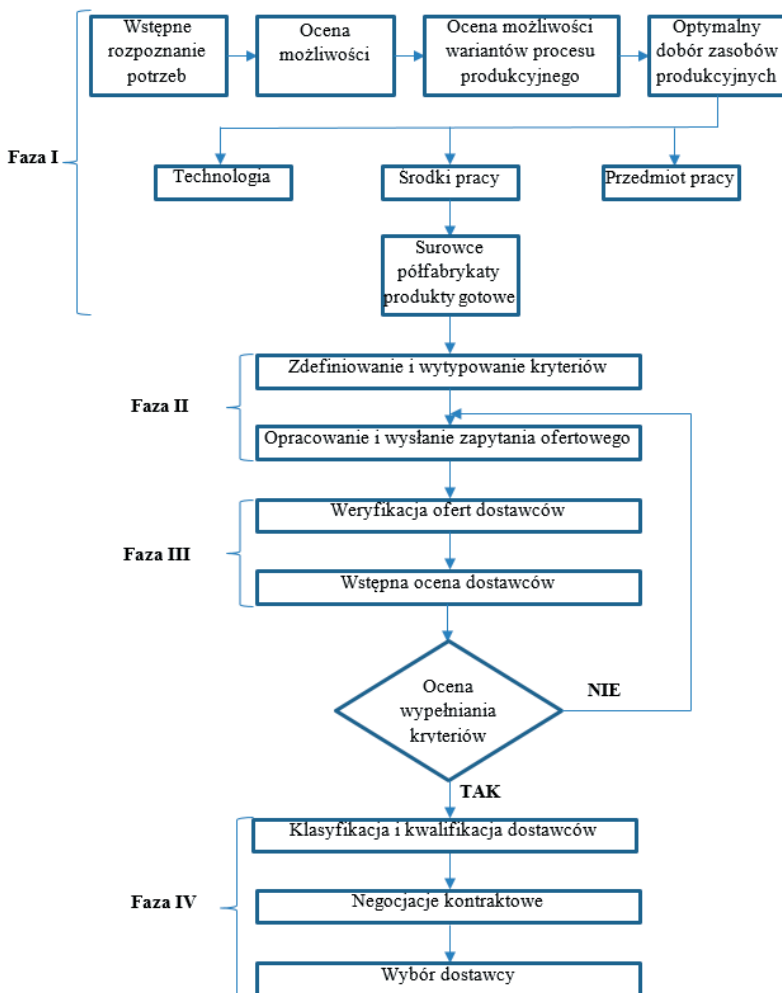 Wstępne
rozpoznanie
potrzeb
Ocena
możliwości
Ocena możliwości
wariantów procesu
produkcyjnego
Optymalny
dobór zasobów
produkcyjnych
Faza I
Technologia
Środki pracy
Przedmiot pracy
Surowce
półfabrykaty
produkty gotowe
Zdefiniowanie i wytypowanie kryteriów
Faza II
Opracowanie i wysłanie zapytania ofertowego
Weryfikacja ofert dostawców
Faza III
Wstępna ocena dostawców
Ocena
wypełniania
kryteriów
NIE
TAK
Klasyfikacja i kwalifikacja dostawców
Faza IV
Negocjacje kontraktowe
Wybór dostawcy